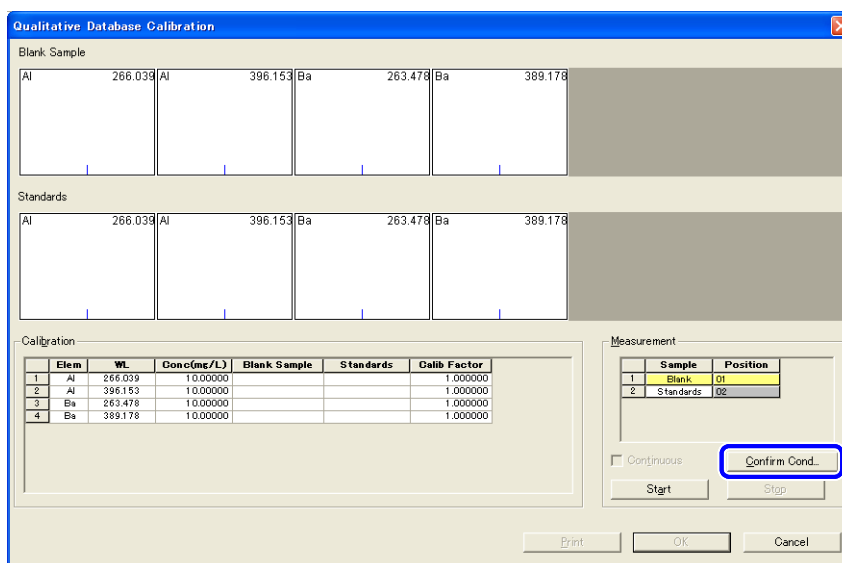 Qualitative Database Calibration
Blank Sample
Al 266.039 Al 396.153 Ba 263.478 Ba 389.178
Standards
Al 266.039 Al 396.153 Ba 263.478 Ba 389.178
Calibration
Elem WL Conc(mg/L) Blank Sample Standards Calib Factor
1 Al 266.039 10.00000 1.000000
2 Al 396.153 10.00000 1.000000
3 Ba 263.478 10.00000 1.000000
4 Ba 389.178 10.00000 1.000000
Measurement
Sample Position
1 Blank 01
2 Standards 02
Continuous Confirm Cond...
Start Stop
Print OK Cancel